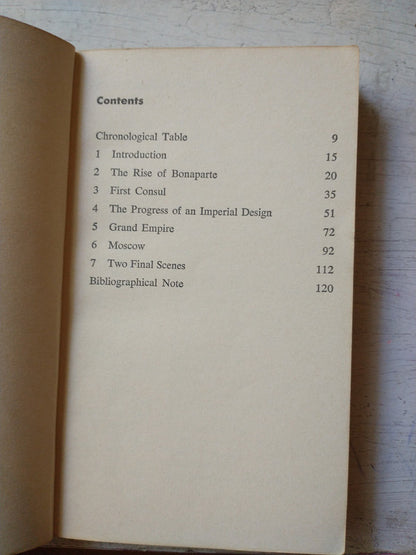 Contents
Chronological Table 9
1 Introduction 15
2 The Rise of Bonaparte 20
3 First Consul 35
4 The Progress of an Imperial Design 51
5 Grand Empire 72
6 Moscow 92
7 Two Final Scenes 112
Bibliographical Note 120